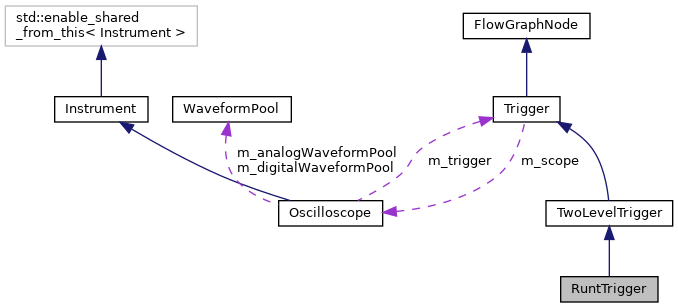 std::enable_shared
_from_this< Instrument >
FlowGraphNode
Instrument
WaveformPool
Trigger
m_analogWaveformPool
m_digitalWaveformPool
m_trigger
m_scope
Oscilloscope
TwoLevelTrigger
RuntTrigger